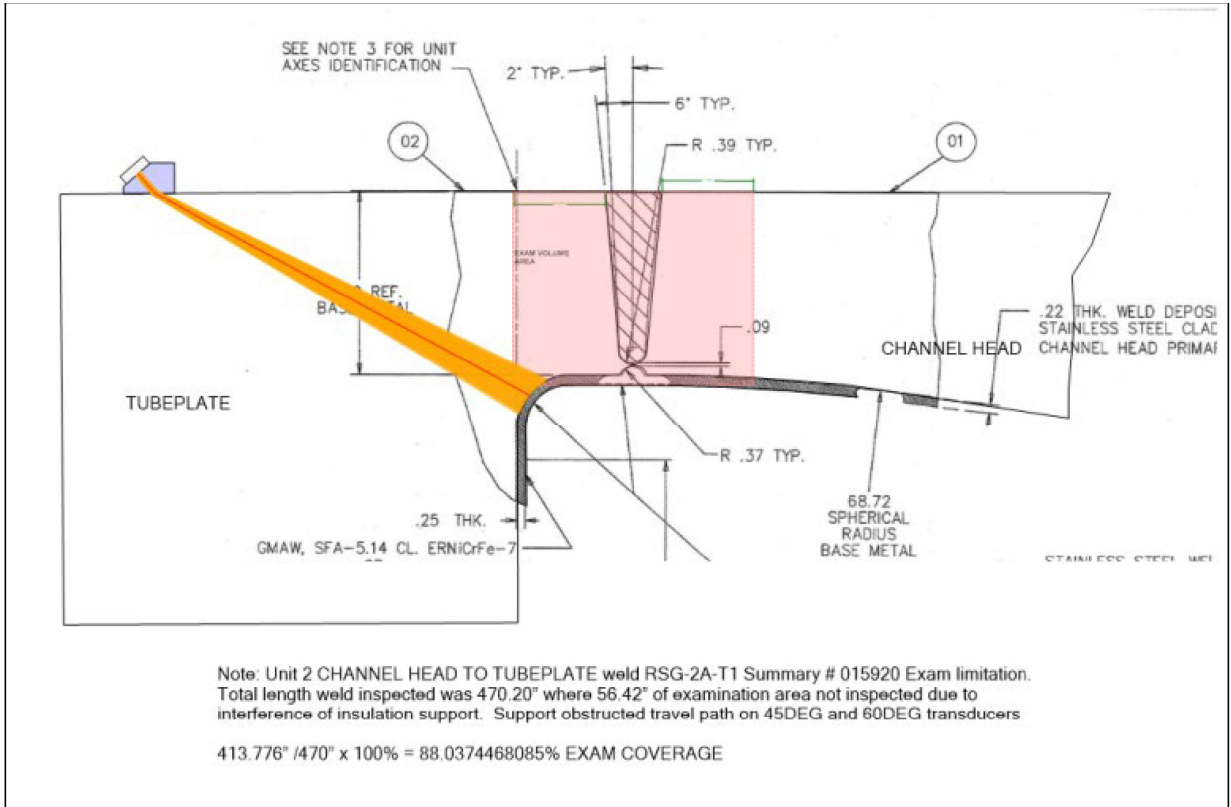 SEE NOTE 3 FOR UNIT
AXES IDENTIFICATION
2° TYP.
6° TYP.
02
R .39 TYP.
01
EXAM VOLUME
AREA
REF.
.09
.22 THK. WELD DEPOSI
STAINLESS STEEL CLAD
CHANNEL HEAD PRIMAR
CHANNEL HEAD
TUBEPLATE
R .37 TYP.
.25 THK.
GMAW, SFA-5.14 CL. ERNiCrFe-7
68.72
SPHERICAL
RADIUS
BASE METAL
STAINLESS STEEL WEL
Note: Unit 2 CHANNEL HEAD TO TUBEPLATE weld RSG-2A-T1 Summary # 015920 Exam limitation.
Total length weld inspected was 470.20" where 56.42" of examination area not inspected due to
interference of insulation support. Support obstructed travel path on 45DEG and 60DEG transducers
413.776" /470" x 100% = 88.0374468085% EXAM COVERAGE